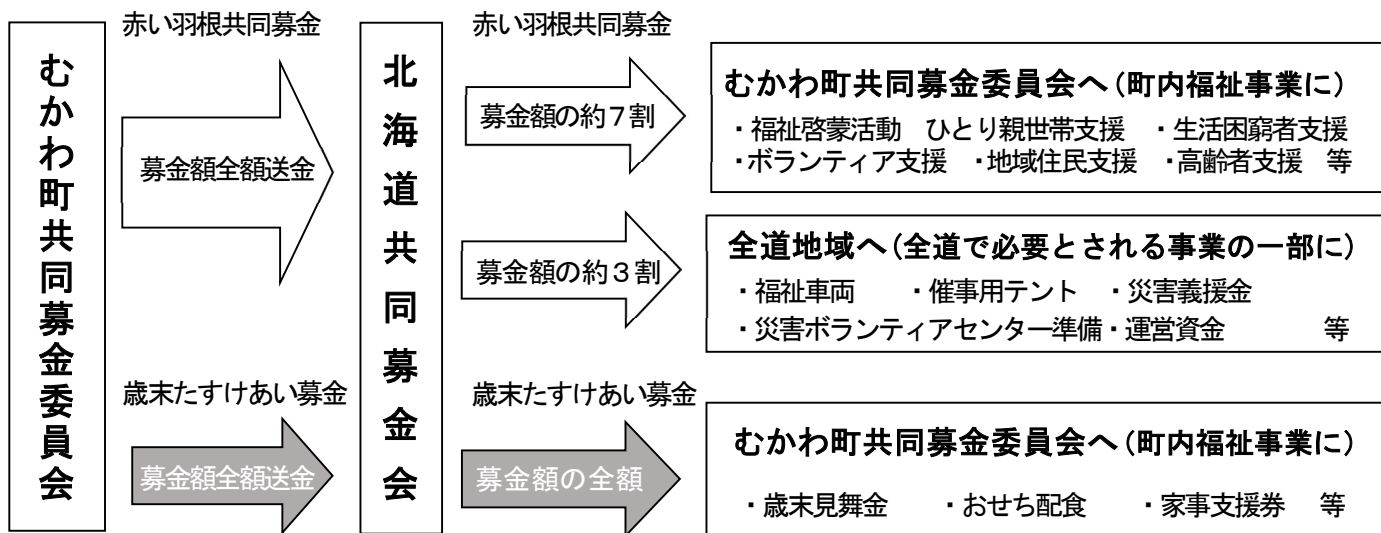 むかわ町共同募金委員会
赤い羽根共同募金
募金額全額送金
歳末たすけあい募金
募金額全額送金
北海道共同募金会
赤い羽根共同募金
募金額の約7割
募金額の約3割
歳末たすけあい募金
募金額の全額
むかわ町共同募金委員会へ(町内福祉事業に)
・福祉啓蒙活動 ひとり親世帯支援 ・生活困窮者支援
・ボランティア支援 ・地域住民支援 ・高齢者支援 等
全道地域へ(全道で必要とされる事業の一部に)
・福祉車両 ・催事用テント ・災害義援金
・災害ボランティアセンター準備・運営資金 等
むかわ町共同募金委員会へ(町内福祉事業に)
・歳末見舞金 ・おせち配食 ・家事支援券 等